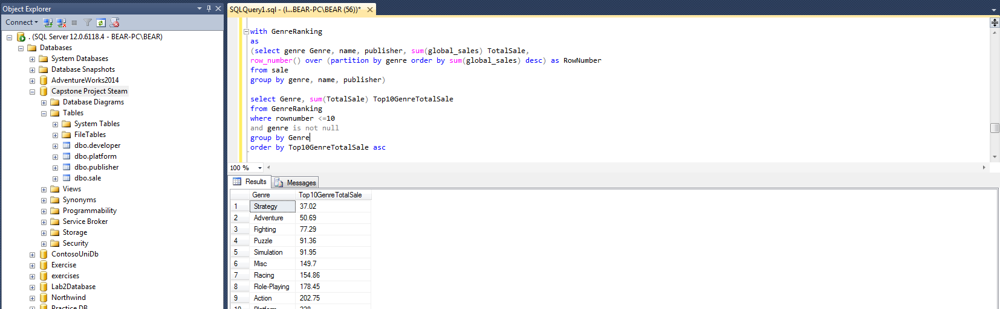 Object Explorer
Connect
. (SQL Server 12.0.6118.4 - BEAR-PC\BEAR)
Databases
System Databases
Database Snapshots
AdventureWorks2014
Capstone Project Steam
Database Diagrams
Tables
System Tables
FileTables
dbo.developer
dbo.platform
dbo.publisher
dbo.sale
Views
Synonyms
Programmability
Service Broker
Storage
Security
ContosoUniDb
Exercise
exercises
Lab2Database
Northwind
Practice DB
SQLQuery1.sql - (l...BEAR-PC\BEAR (56))*
with GenreRanking
as
(select genre Genre, name, publisher, sum(global_sales) TotalSale,
row_number() over (partition by genre order by sum(global_sales) desc) as RowNumber
from sale
group by genre, name, publisher)
select Genre, sum(TotalSale) Top10GenreTotalSale
from GenreRanking
where rownumber <=10
and genre is not null
group by Genre
order by Top10GenreTotalSale asc
100 %
Results Messages
Genre Top10GenreTotalSale
1 Strategy 37.02
2 Adventure 50.69
3 Fighting 77.29
4 Puzzle 91.36
5 Simulation 91.95
6 Misc 149.7
7 Racing 154.86
8 Role-Playing 178.45
9 Action 202.75
10 Platform